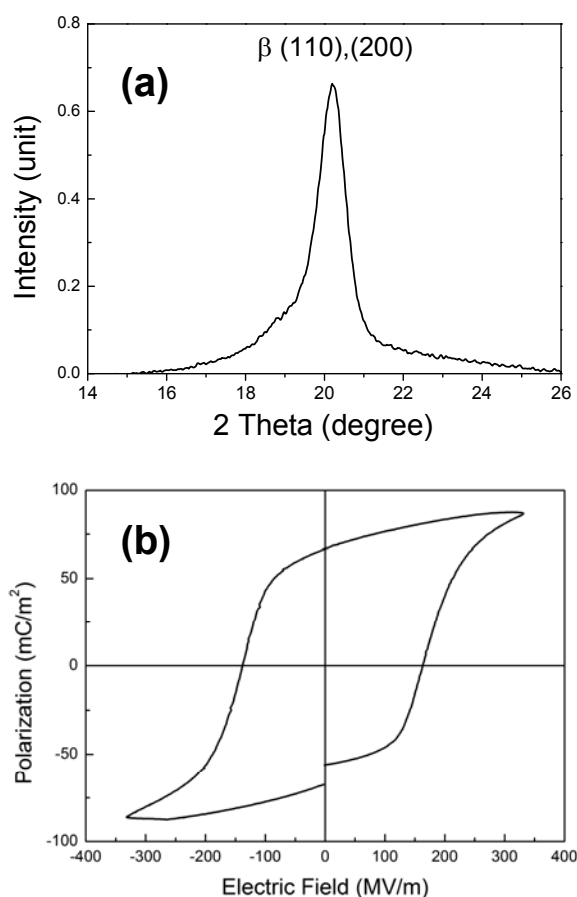 β (110),(200)
(a)
Intensity (unit)
0.8
0.6
0.4
0.2
0.0
14 16 18 20 22 24 26
2 Theta (degree)
(b)
Polarization (mC/m²)
100
50
0
-50
-100
-400 -300 -200 -100 0 100 200 300 400
Electric Field (MV/m)